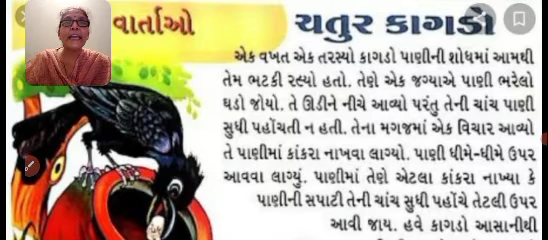 વાર્તાઓ
ચતુર કાગડો
એક વખત એક તરસ્યો કાગડો પાણીની શોધમાં આમથી
તેમ ભટકી રહ્યો હતો. તેણે એક જગ્યાએ પાણી ભરેલો
ઘડો જોયો. તે ઊડીને નીચે આવ્યો પરંતુ તેની ચાંચ પાણી
સુધી પહોંચતી ન હતી. તેના મગજમાં એક વિચાર આવ્યો
તે પાણીમાં કાંકરા નાખવા લાગ્યો. પાણી ધીમે-ધીમે ઉપર
આવવા લાગ્યું. પાણીમાં તેણે એટલા કાંકરા નાખ્યા કે
પાણીની સપાટી તેની ચાંચ સુધી પહોંચે તેટલી ઉપર
આવી જાય. હવે કાગડો આસાનીથી